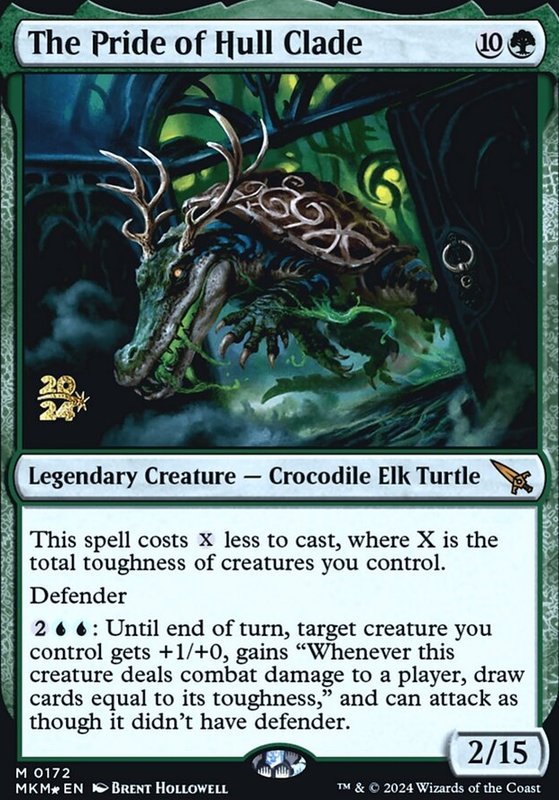 The Pride of Hull Clade 10
20
24
Legendary Creature — Crocodile Elk Turtle
This spell costs X less to cast, where X is the
total toughness of creatures you control.
Defender
2 : Until end of turn, target creature you
control gets +1/+0, gains “Whenever this
creature deals combat damage to a player, draw
cards equal to its toughness,” and can attack as
though it didn’t have defender.
2/15
M 0172
MKM★EN Brent Hollowell
™ & © 2024 Wizards of the Coast